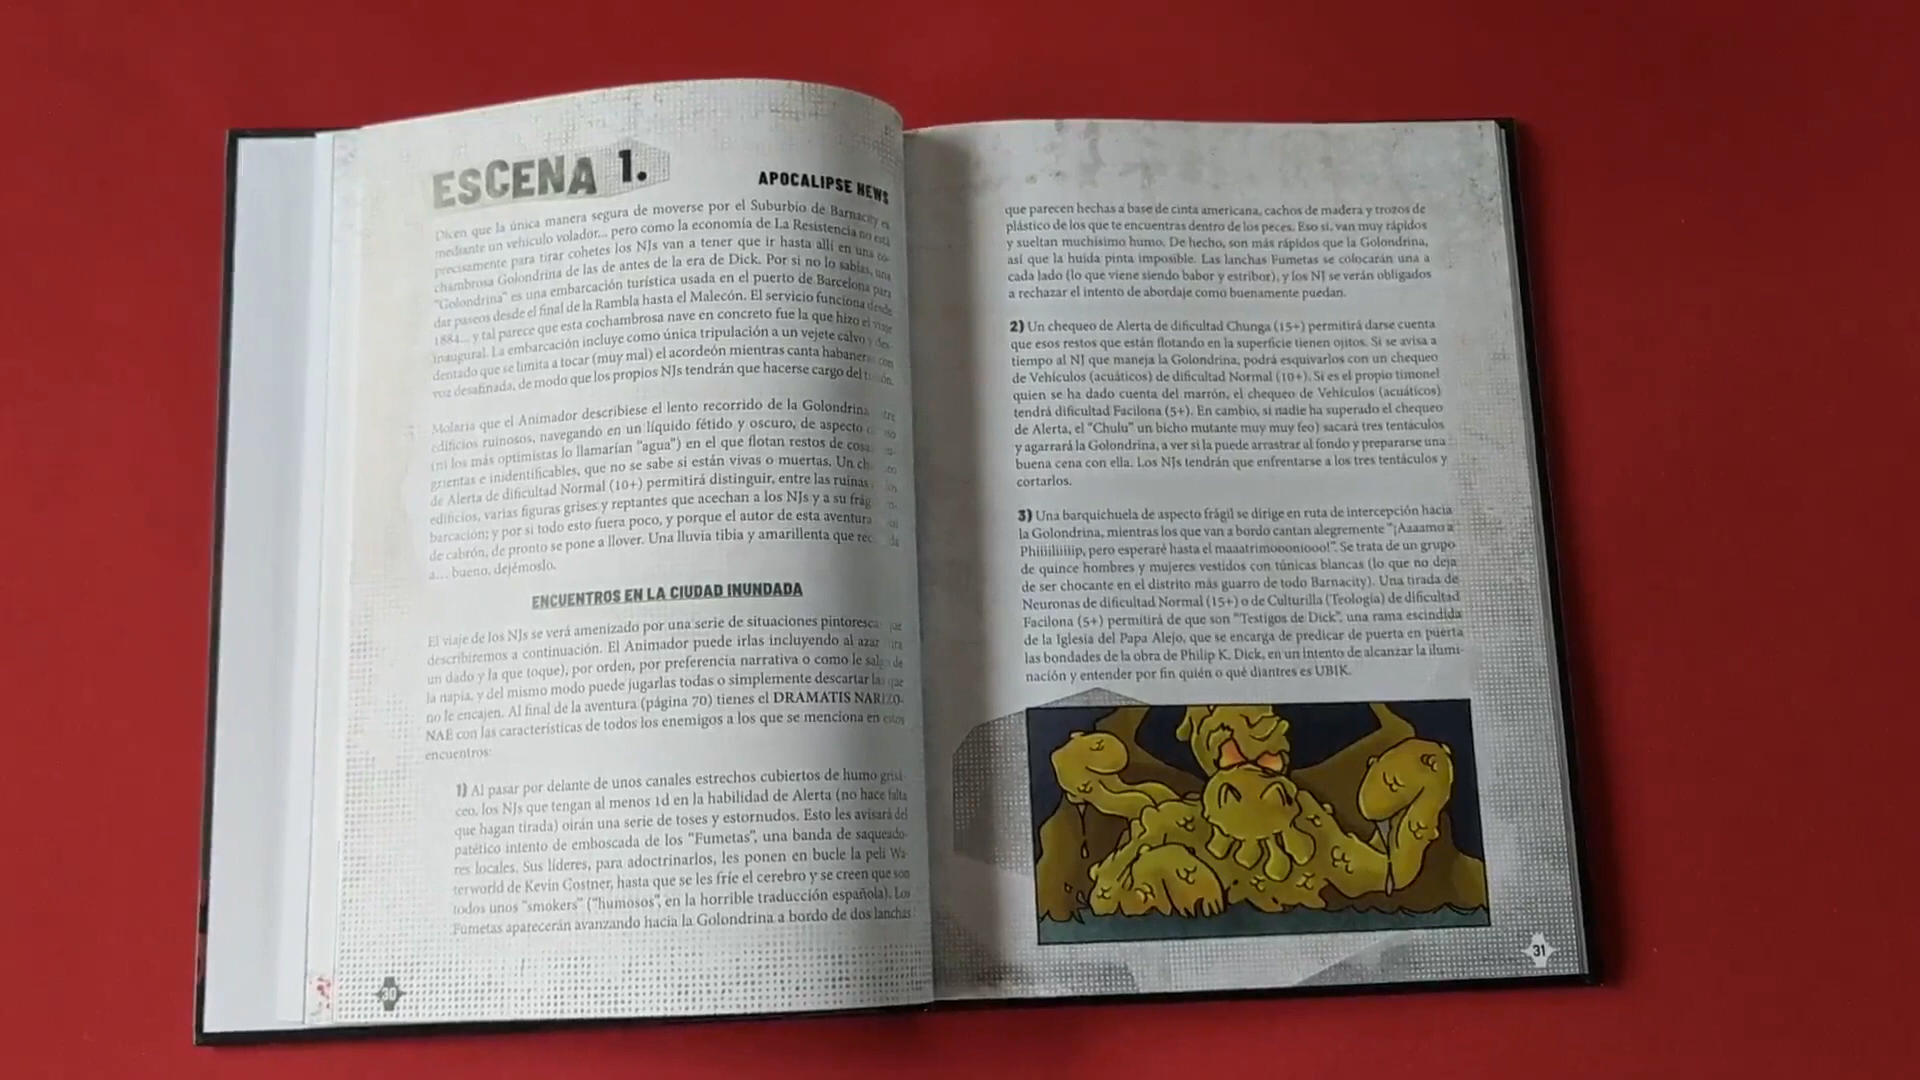 ESCENA 1.
APOCALIPSE NEWS
Dicen que la única manera segura de moverse por el Suburbio de Barnacity es
mediante un vehículo volador... pero como la economía de La Resistencia no está
precisamente para tirar cohetes los NJs van a tener que ir hasta allí en una co-
chambrosa Golondrina de las de antes de la era de Dick. Por si no lo sabías, una
"Golondrina" es una embarcación turística usada en el puerto de Barcelona para
dar paseos desde el final de la Rambla hasta el Malecón. El servicio funciona desde
1884... y tal parece que esta cochambrosa nave en concreto fue la que hizo el viaje
inaugural. La embarcación incluye como única tripulación a un vejete calvo y des-
dentado que se limita a tocar (muy mal) el acordeón mientras canta habaneras con
voz desafinada, de modo que los propios NJs tendrán que hacerse cargo del
Molaría que el Animador describiese el lento recorrido de la Golondrina
edificios ruinosos, navegando en un líquido fétido y oscuro, de aspecto
(ni los más optimistas lo llamarían "agua") en el que flotan restos de cosas
grientas e inidentificables, que no se sabe si están vivas o muertas. Un
de Alerta de dificultad Normal (10+) permitirá distinguir, entre las ruinas
edificios, varias figuras grises y reptantes que acechan a los NJs y a su
barcación; y por si todo esto fuera poco, y porque el autor de esta aventura
de cabrón, de pronto se pone a llover. Una lluvia tibia y amarillenta que
a... bueno, dejémoslo.
ENCUENTROS EN LA CIUDAD INUNDADA
El viaje de los NJs se verá amenizado por una serie de situaciones pintorescas que
describiremos a continuación. El Animador puede irlas incluyendo al azar
un dado y la que toque), por orden, por preferencia narrativa o como le salga de
la napia, y del mismo modo puede jugarlas todas o simplemente descartar las que
no le encajen. Al final de la aventura (página 70) tienes el DRAMATIS NARIZO-
NAE con las características de todos los enemigos a los que se menciona en estos
encuentros:
1) Al pasar por delante de unos canales estrechos cubiertos de humo grisá-
ceo, los NJs que tengan al menos 1d en la habilidad de Alerta (no hace falta
que hagan tirada) oirán una serie de toses y estornudos. Esto les avisará del
patético intento de emboscada de los "Fumetas", una banda de saqueado-
res locales. Sus líderes, para adoctrinarlos, les ponen en bucle la peli Wa-
terworld de Kevin Costner, hasta que se les fríe el cerebro y se creen que son
todos unos "smokers" ("humosos", en la horrible traducción española). Los
Fumetas aparecerán avanzando hacia la Golondrina a bordo de dos lanchas
30
que parecen hechas a base de cinta americana, cachos de madera y trozos de
plástico de los que te encuentras dentro de los peces. Eso sí, van muy rápidos
y sueltan muchísimo humo. De hecho, son más rápidos que la Golondrina,
así que la huida pinta imposible. Las lanchas Fumetas se colocarán una a
cada lado (lo que viene siendo babor y estribor), y los NJ se verán obligados
a rechazar el intento de abordaje como buenamente puedan.
2) Un chequeo de Alerta de dificultad Chunga (15+) permitirá darse cuenta
que esos restos que están flotando en la superficie tienen ojitos. Si se avisa a
tiempo al NJ que maneja la Golondrina, podrá esquivarlos con un chequeo
de Vehículos (acuáticos) de dificultad Normal (10+). Si es el propio timonel
quien se ha dado cuenta del marrón, el chequeo de Vehículos (acuáticos)
tendrá dificultad Facilona (5+). En cambio, si nadie ha superado el chequeo
de Alerta, el "Chulu" un bicho mutante muy muy feo) sacará tres tentáculos
y agarrará la Golondrina, a ver si la puede arrastrar al fondo y prepararse una
buena cena con ella. Los NJs tendrán que enfrentarse a los tres tentáculos y
cortarlos.
3) Una barquichuela de aspecto frágil se dirige en ruta de intercepción hacia
la Golondrina, mientras los que van a bordo cantan alegremente "¡Aaaamo a
Phiiiliiiiip, pero esperaré hasta el maaatrimoooniooo!". Se trata de un grupo
de quince hombres y mujeres vestidos con túnicas blancas (lo que no deja
de ser chocante en el distrito más guarro de todo Barnacity). Una tirada de
Neuronas de dificultad Normal (15+) o de Culturilla (Teología) de dificultad
Facilona (5+) permitirá de que son "Testigos de Dick", una rama escindida
de la Iglesia del Papa Alejo, que se encarga de predicar de puerta en puerta
las bondades de la obra de Philip K. Dick, en un intento de alcanzar la ilumi-
nación y entender por fin quién o qué diantres es UBIK.
31